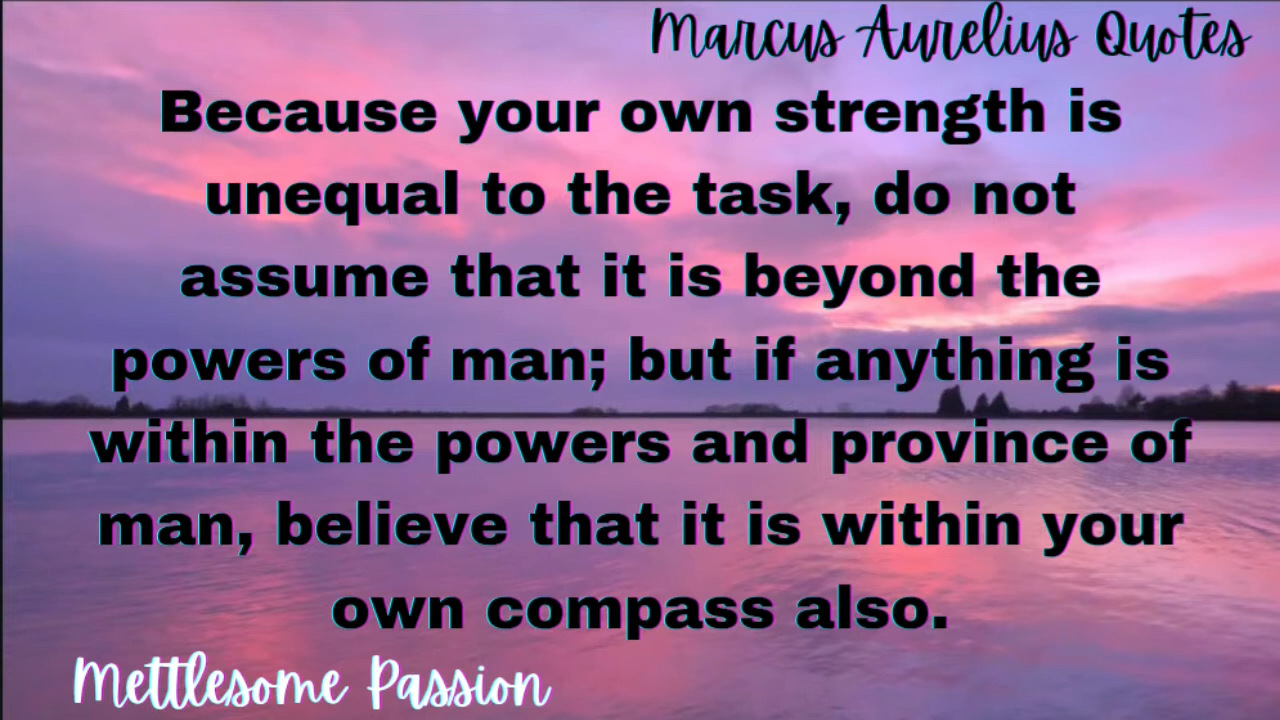 Marcus Aurelius Quotes
Because your own strength is
unequal to the task, do not
assume that it is beyond the
powers of man; but if anything is
within the powers and province of
man, believe that it is within your
own compass also.
Mettlesome Passion